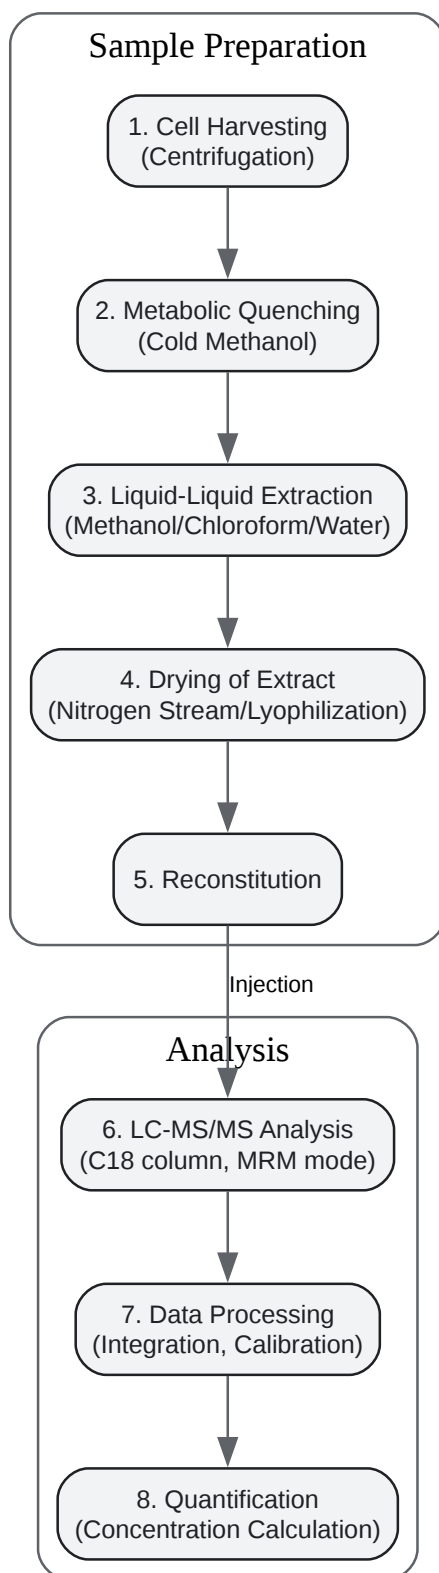 Sample Preparation
1. Cell Harvesting
(Centrifugation)
2. Metabolic Quenching
(Cold Methanol)
3. Liquid-Liquid Extraction
(Methanol/Chloroform/Water)
4. Drying of Extract
(Nitrogen Stream/Lyophilization)
5. Reconstitution
Injection
Analysis
6. LC-MS/MS Analysis
(C18 column, MRM mode)
7. Data Processing
(Integration, Calibration)
8. Quantification
(Concentration Calculation)